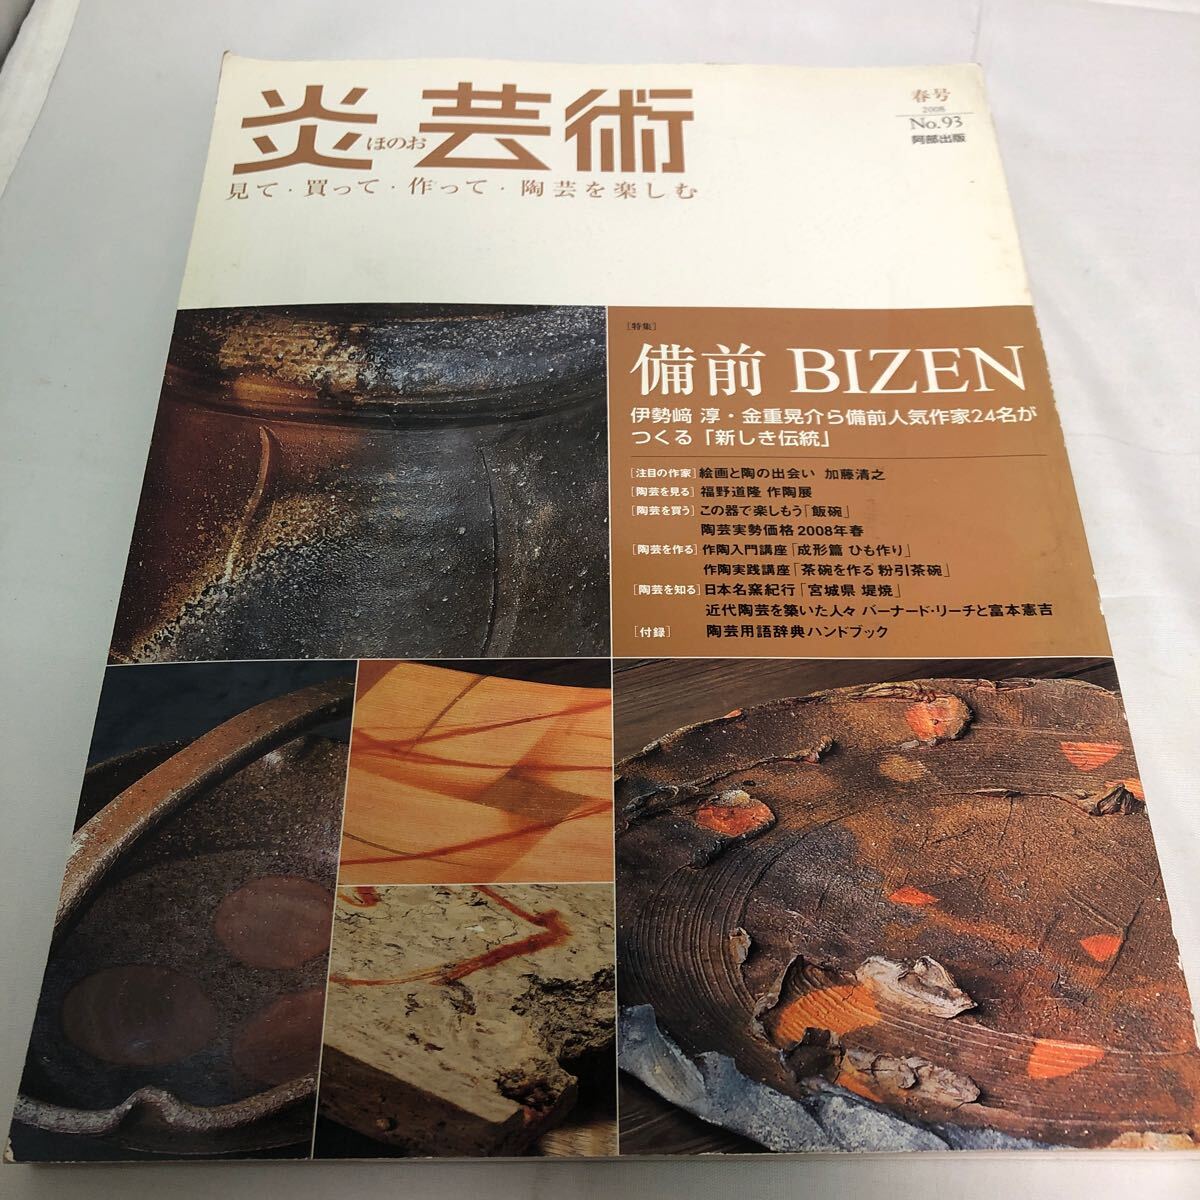 炎芸術
ほのお
見て・買って・作って・陶芸を楽しむ
春号
2008
No.93
阿部出版
[特集]
備前 BIZEN
伊勢﨑 淳・金重晃介ら備前人気作家24名が
つくる「新しき伝統」
[注目の作家] 絵画と陶の出会い 加藤清之
[陶芸を見る] 福野道隆 作陶展
[陶芸を買う] この器で楽しもう「飯碗」
陶芸実勢価格2008年春
[陶芸を作る] 作陶入門講座「成形篇 ひも作り」
作陶実践講座「茶碗を作る 粉引茶碗」
[陶芸を知る] 日本名窯紀行「宮城県 堤焼」
近代陶芸を築いた人々 バーナード・リーチと富本憲吉
[付録] 陶芸用語辞典ハンドブック